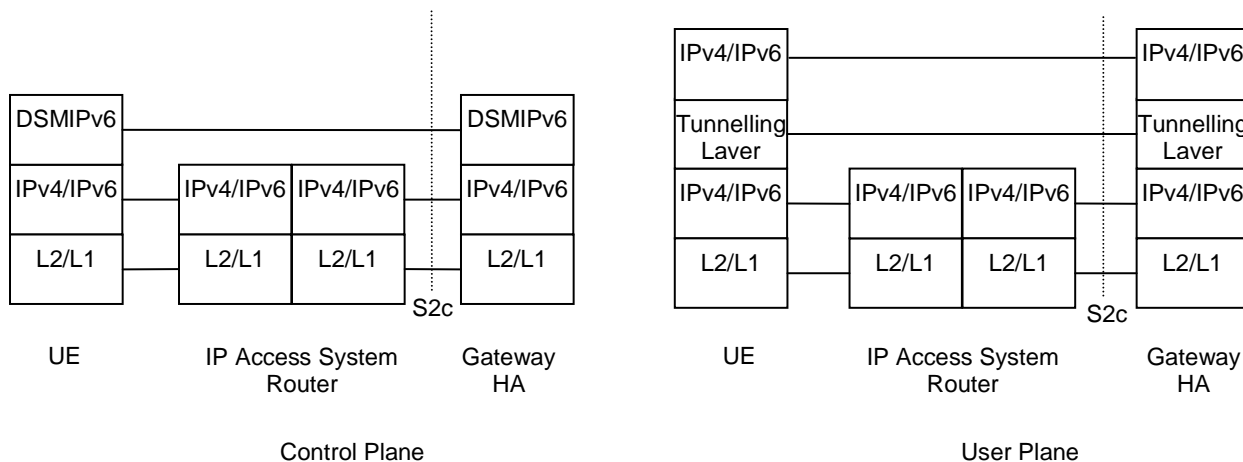 DSMIPv6
DSMIPv6
IPv4/IPv6
IPv4/IPv6
IPv4/IPv6
IPv4/IPv6
L2/L1
L2/L1
L2/L1
L2/L1
S2c
UE
IP Access System
Router
Gateway
HA
Control Plane
IPv4/IPv6
IPv4/IPv6
Tunnelling
Laver
Tunnelling
Laver
IPv4/IPv6
IPv4/IPv6
IPv4/IPv6
IPv4/IPv6
L2/L1
L2/L1
L2/L1
L2/L1
S2c
UE
IP Access System
Router
Gateway
HA
User Plane